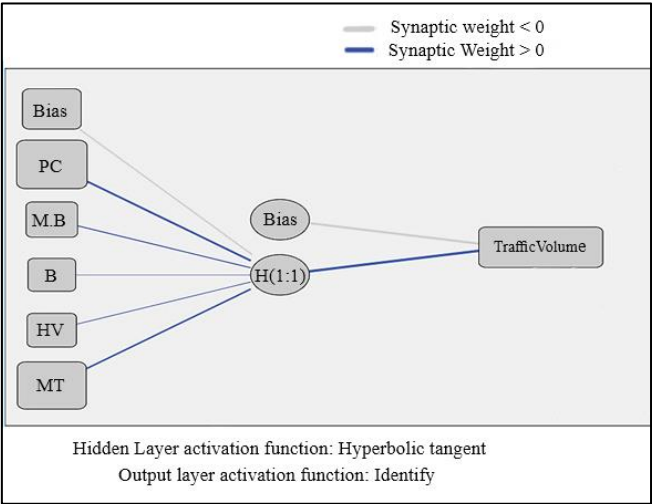 Synaptic weight < 0
Synaptic Weight > 0
Bias
PC
M.B
Bias
TrafficVolume
B
H(1:1)
HV
MT
Hidden Layer activation function: Hyperbolic tangent
Output layer activation function: Identify